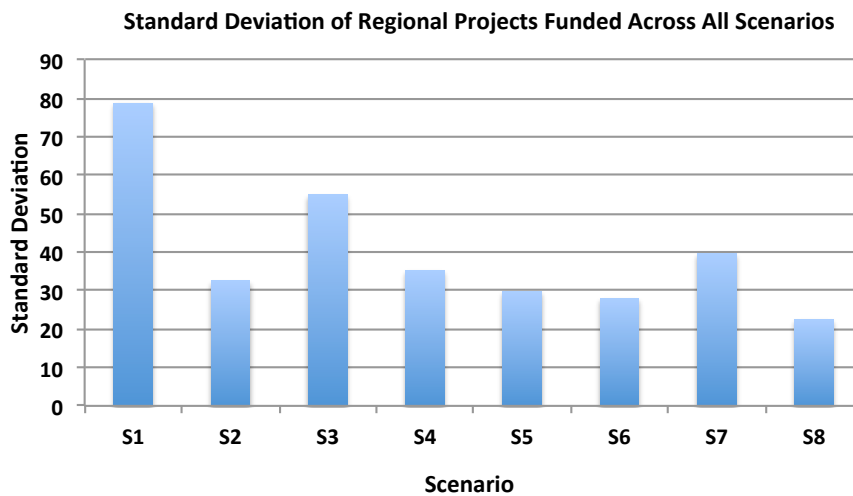 Standard Deviation of Regional Projects Funded Across All Scenarios
90
80
70
60
50
40
30
20
10
0
Standard Deviation
S1 S2 S3 S4 S5 S6 S7 S8
Scenario